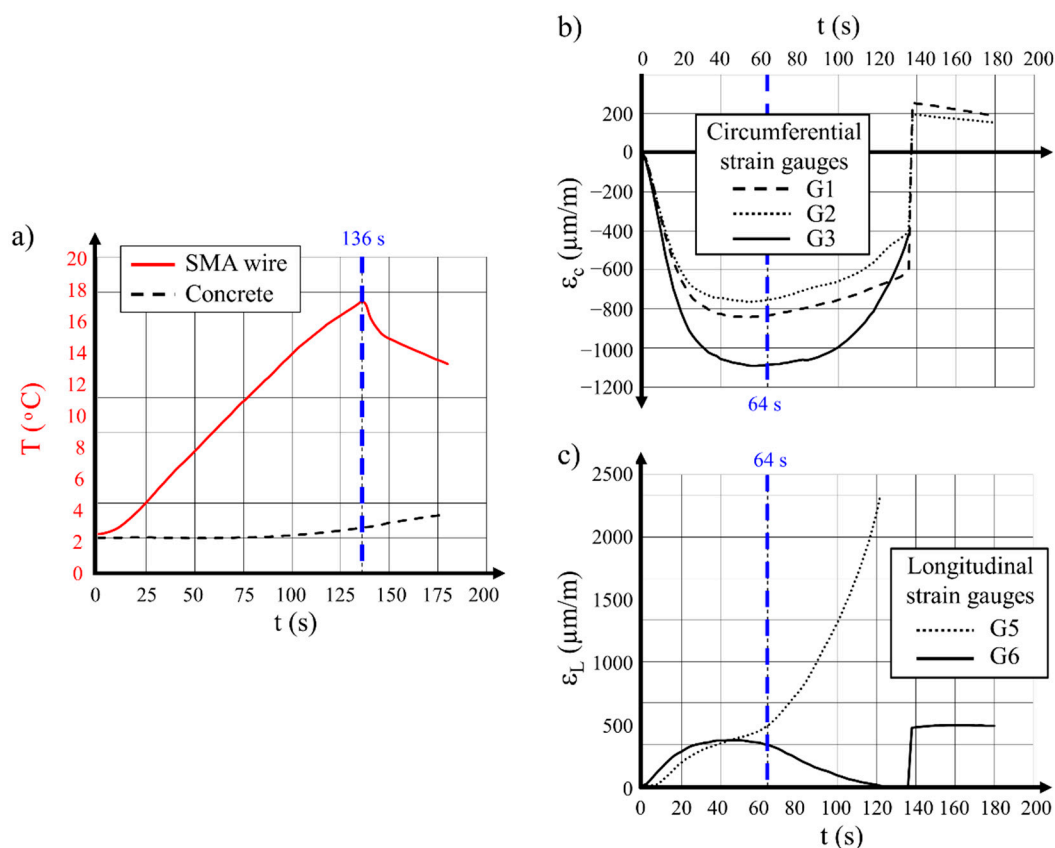 a)
136 s
SMA wire
Concrete
T (°C)
20
18
16
14
12
10
8
6
4
2
0
0 25 50 75 100 125 150 175 200
t (s)
b)
t (s)
0 20 40 60 80 100 120 140 160 180 200
εc (µm/m)
200
0
−200
−400
−600
−800
−1000
−1200
Circumferential
strain gauges
G1
G2
G3
64 s
c)
64 s
εL (µm/m)
2500
2000
1500
1000
500
0
Longitudinal
strain gauges
G5
G6
0 20 40 60 80 100 120 140 160 180 200
t (s)